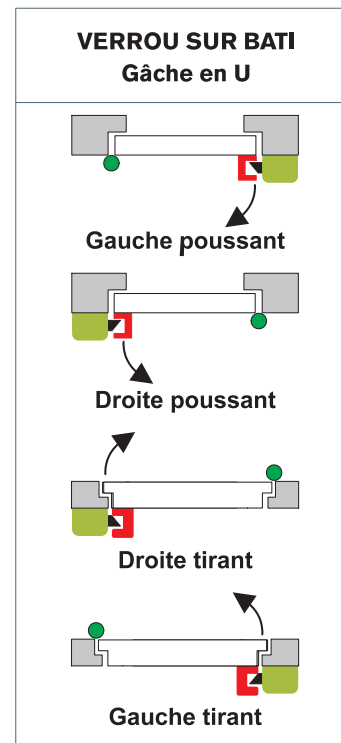 VERROU SUR BATI
Gâche en U
Gauche poussant
Droite poussant
Droite tirant
Gauche tirant